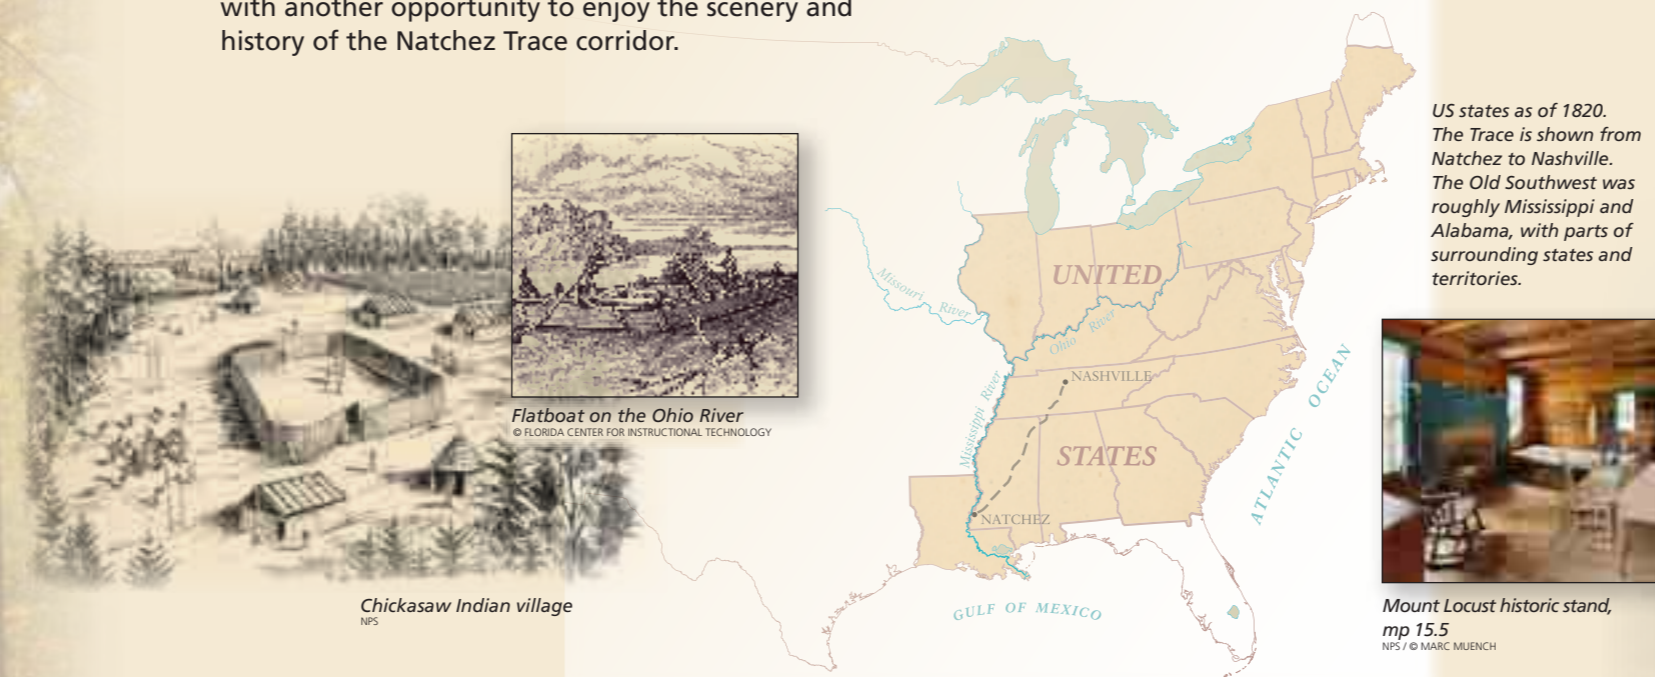 with another opportunity to enjoy the scenery and
history of the Natchez Trace corridor.
Flatboat on the Ohio River
© FLORIDA CENTER FOR INSTRUCTIONAL TECHNOLOGY
Chickasaw Indian village
NPS
Missouri River
UNITED
Ohio River
Mississippi River
NASHVILLE
STATES
NATCHEZ
ATLANTIC OCEAN
GULF OF MEXICO
US states as of 1820.
The Trace is shown from
Natchez to Nashville.
The Old Southwest was
roughly Mississippi and
Alabama, with parts of
surrounding states and
territories.
Mount Locust historic stand,
mp 15.5
NPS / © MARC MUENCH